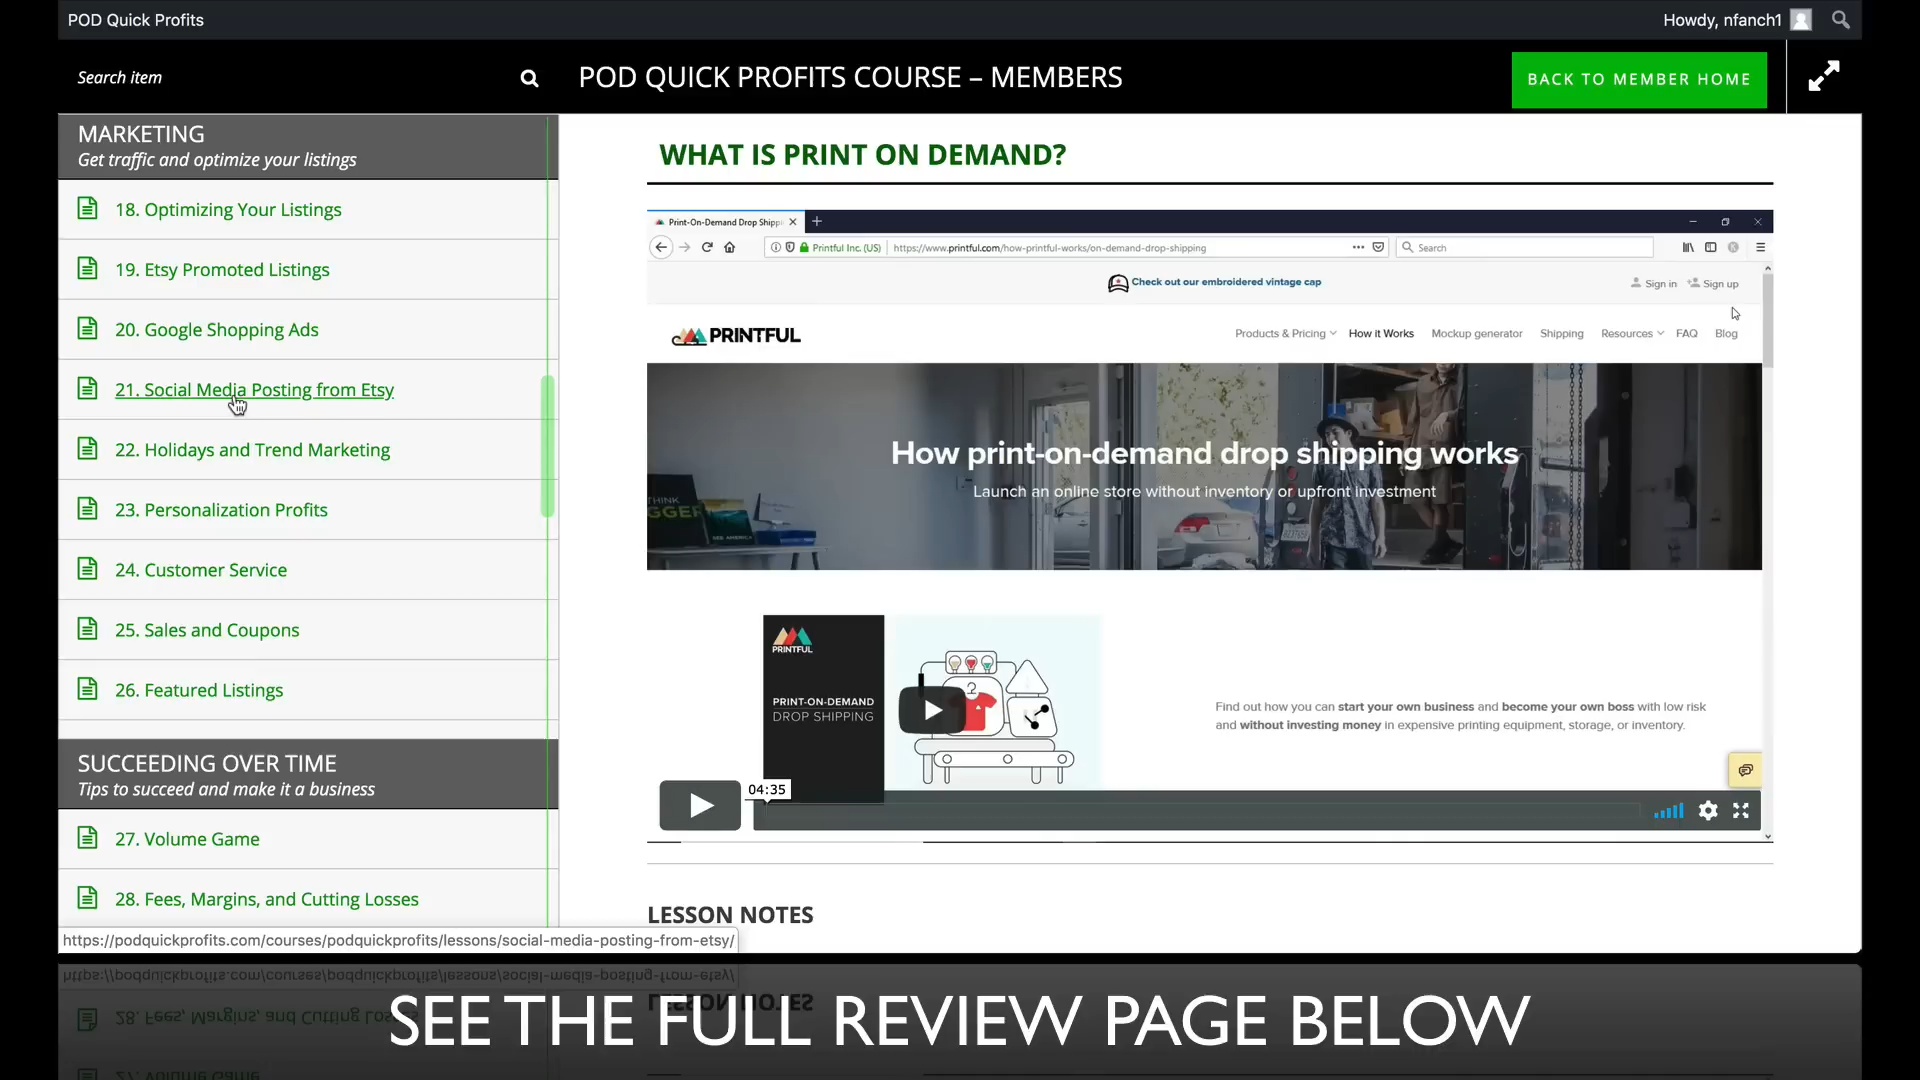 POD Quick Profits
Howdy, nfanch1
Search item
POD QUICK PROFITS COURSE – MEMBERS
BACK TO MEMBER HOME
MARKETING
Get traffic and optimize your listings
18. Optimizing Your Listings
19. Etsy Promoted Listings
20. Google Shopping Ads
21. Social Media Posting from Etsy
22. Holidays and Trend Marketing
23. Personalization Profits
24. Customer Service
25. Sales and Coupons
26. Featured Listings
SUCCEEDING OVER TIME
Tips to succeed and make it a business
27. Volume Game
28. Fees, Margins, and Cutting Losses
https://podquickprofits.com/courses/podquickprofits/lessons/social-media-posting-from-etsy/
WHAT IS PRINT ON DEMAND?
Print-On-Demand Drop Shippi
Printful Inc. (US)
https://www.printful.com/how-printful-works/on-demand-drop-shipping
Search
Check out our embroidered vintage cap
Sign in
Sign up
PRINTFUL
Products & Pricing
How it Works
Mockup generator
Shipping
Resources
FAQ
Blog
How print-on-demand drop shipping works
Launch an online store without inventory or upfront investment
PRINTFUL
PRINT-ON-DEMAND
DROP SHIPPING
Find out how you can start your own business and become your own boss with low risk
and without investing money in expensive printing equipment, storage, or inventory.
04:35
LESSON NOTES
SEE THE FULL REVIEW PAGE BELOW